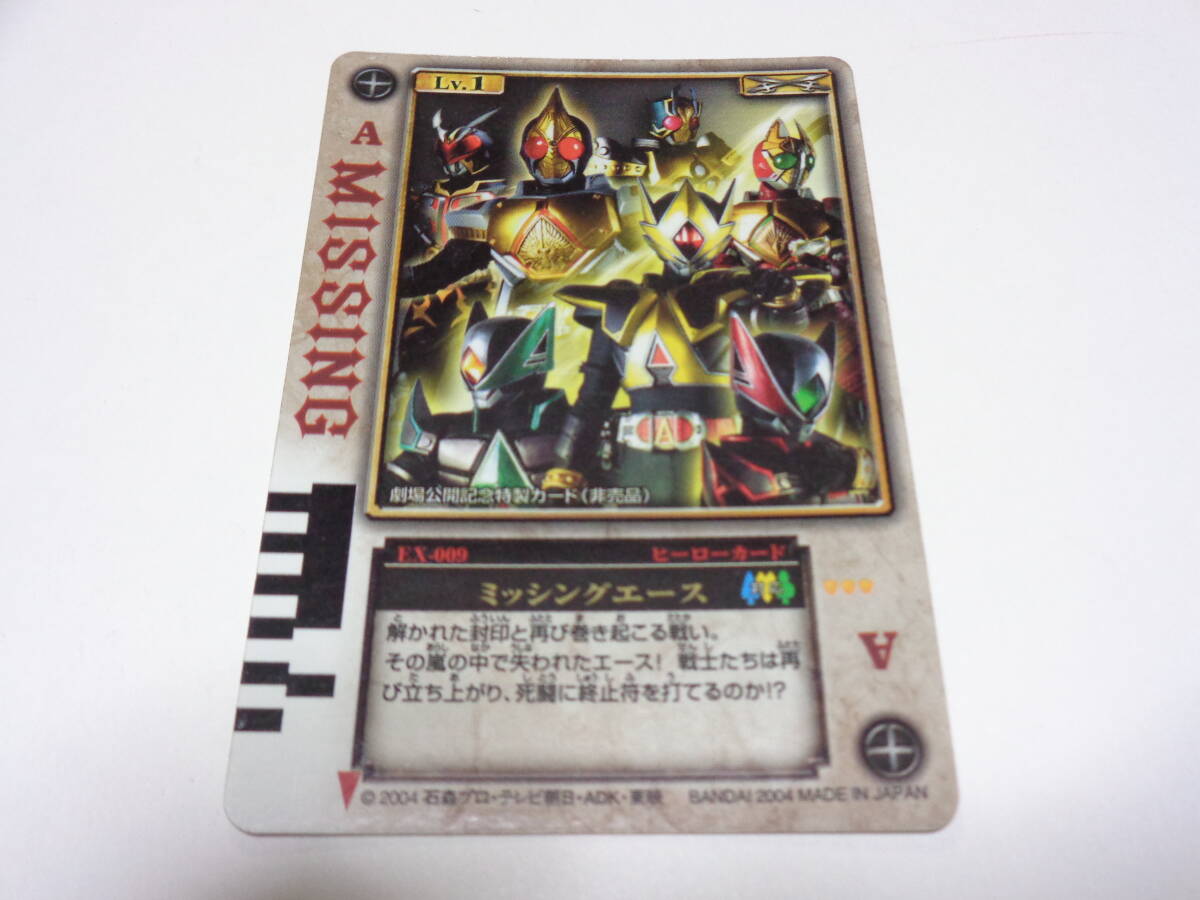 Lv.1
A MISSING
劇場公開記念特製カード(非売品)
EX-009 ヒーローカード
ミッシングエース
解かれた封印と再び巻き起こる戦い。
その嵐の中で失われたエース! 戦士たちは再
び立ち上がり、死闘に終止符を打てるのか!?
A
© 2004 石森プロ・テレビ朝日・ADK・東映 BANDAI 2004 MADE IN JAPAN